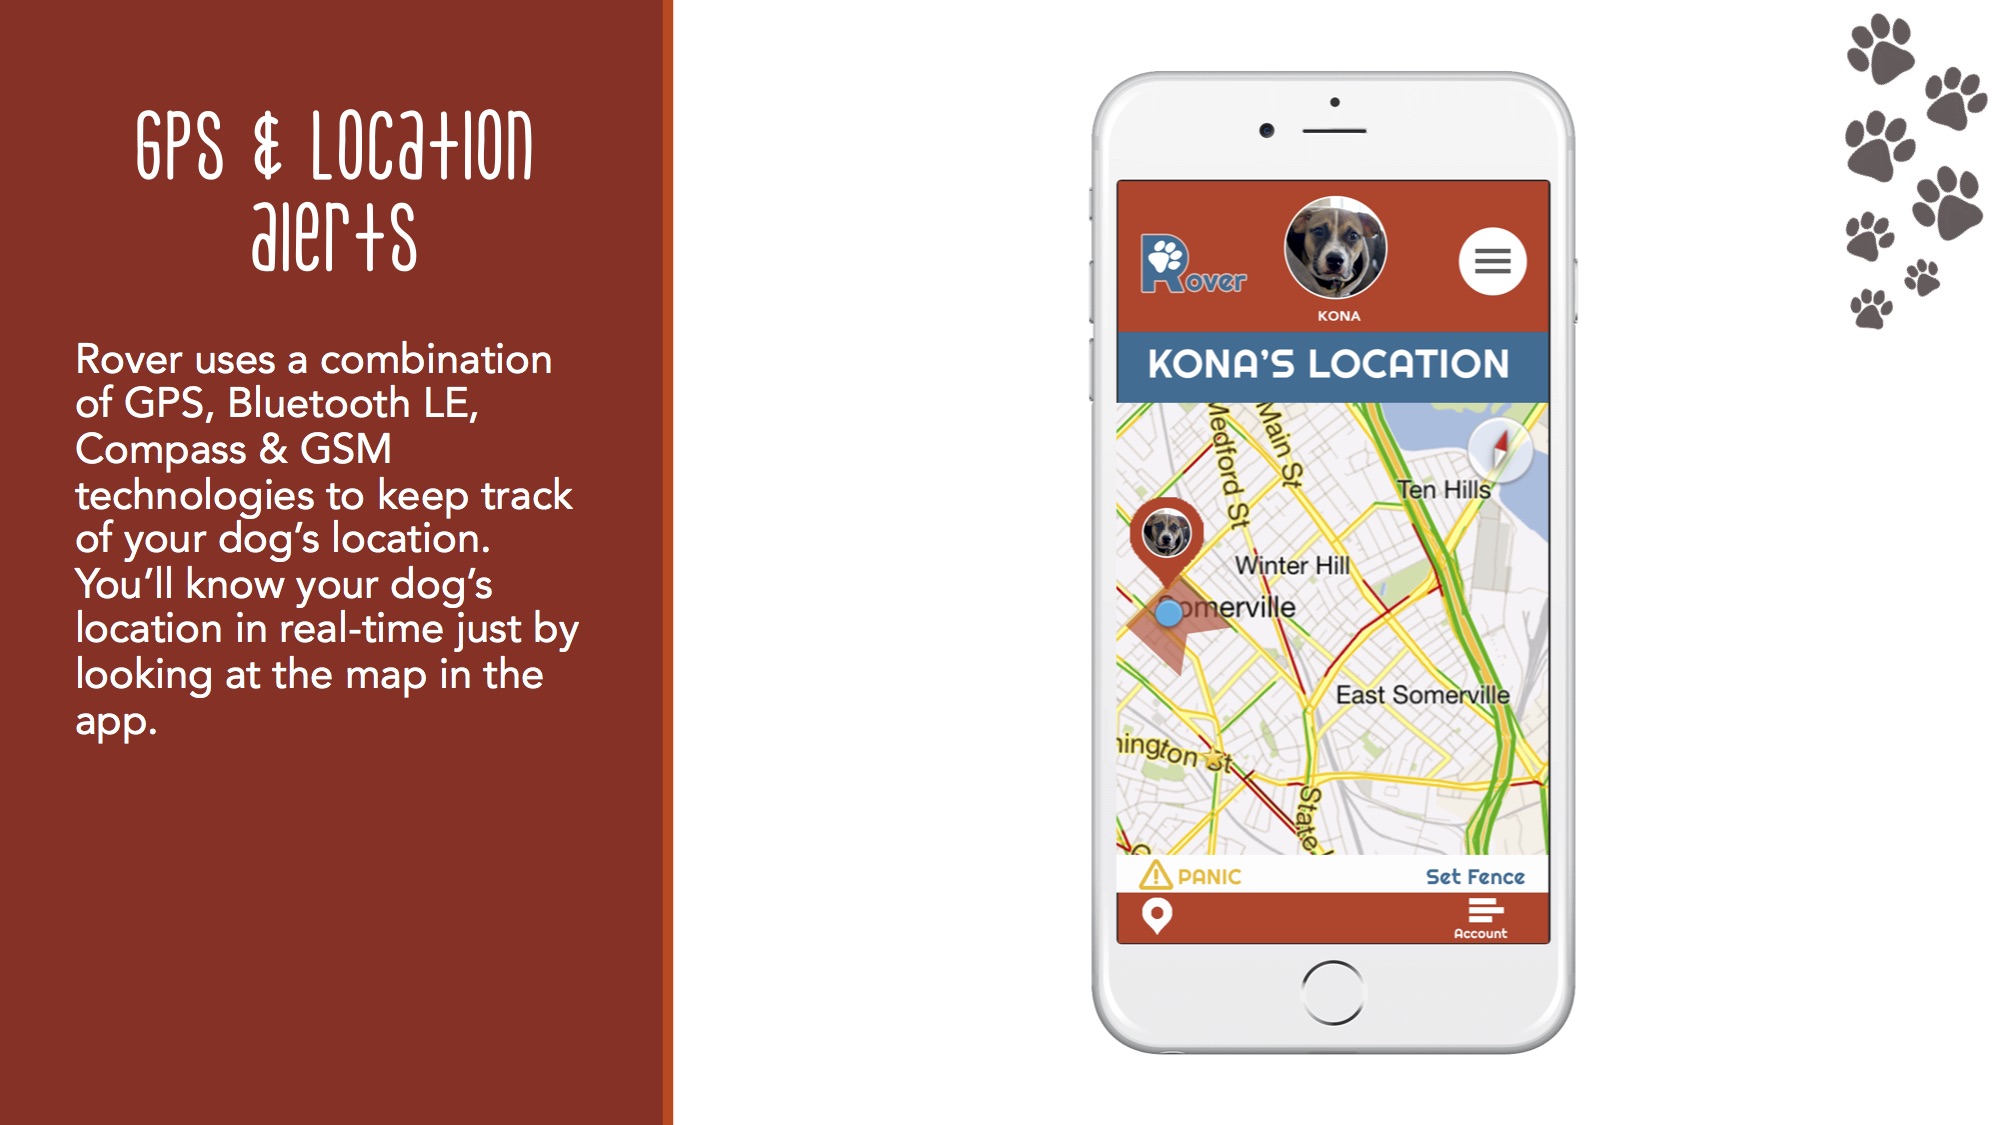 GPS & Location
alerts
Rover uses a combination
of GPS, Bluetooth LE,
Compass & GSM
technologies to keep track
of your dog's location.
You'll know your dog's
location in real-time just by
looking at the map in the
app.
Rover
KONA
KONA'S LOCATION
Medford St
Main St
Ten Hills
Winter Hill
Somerville
East Somerville
ington St
State
PANIC
Set Fence
Account